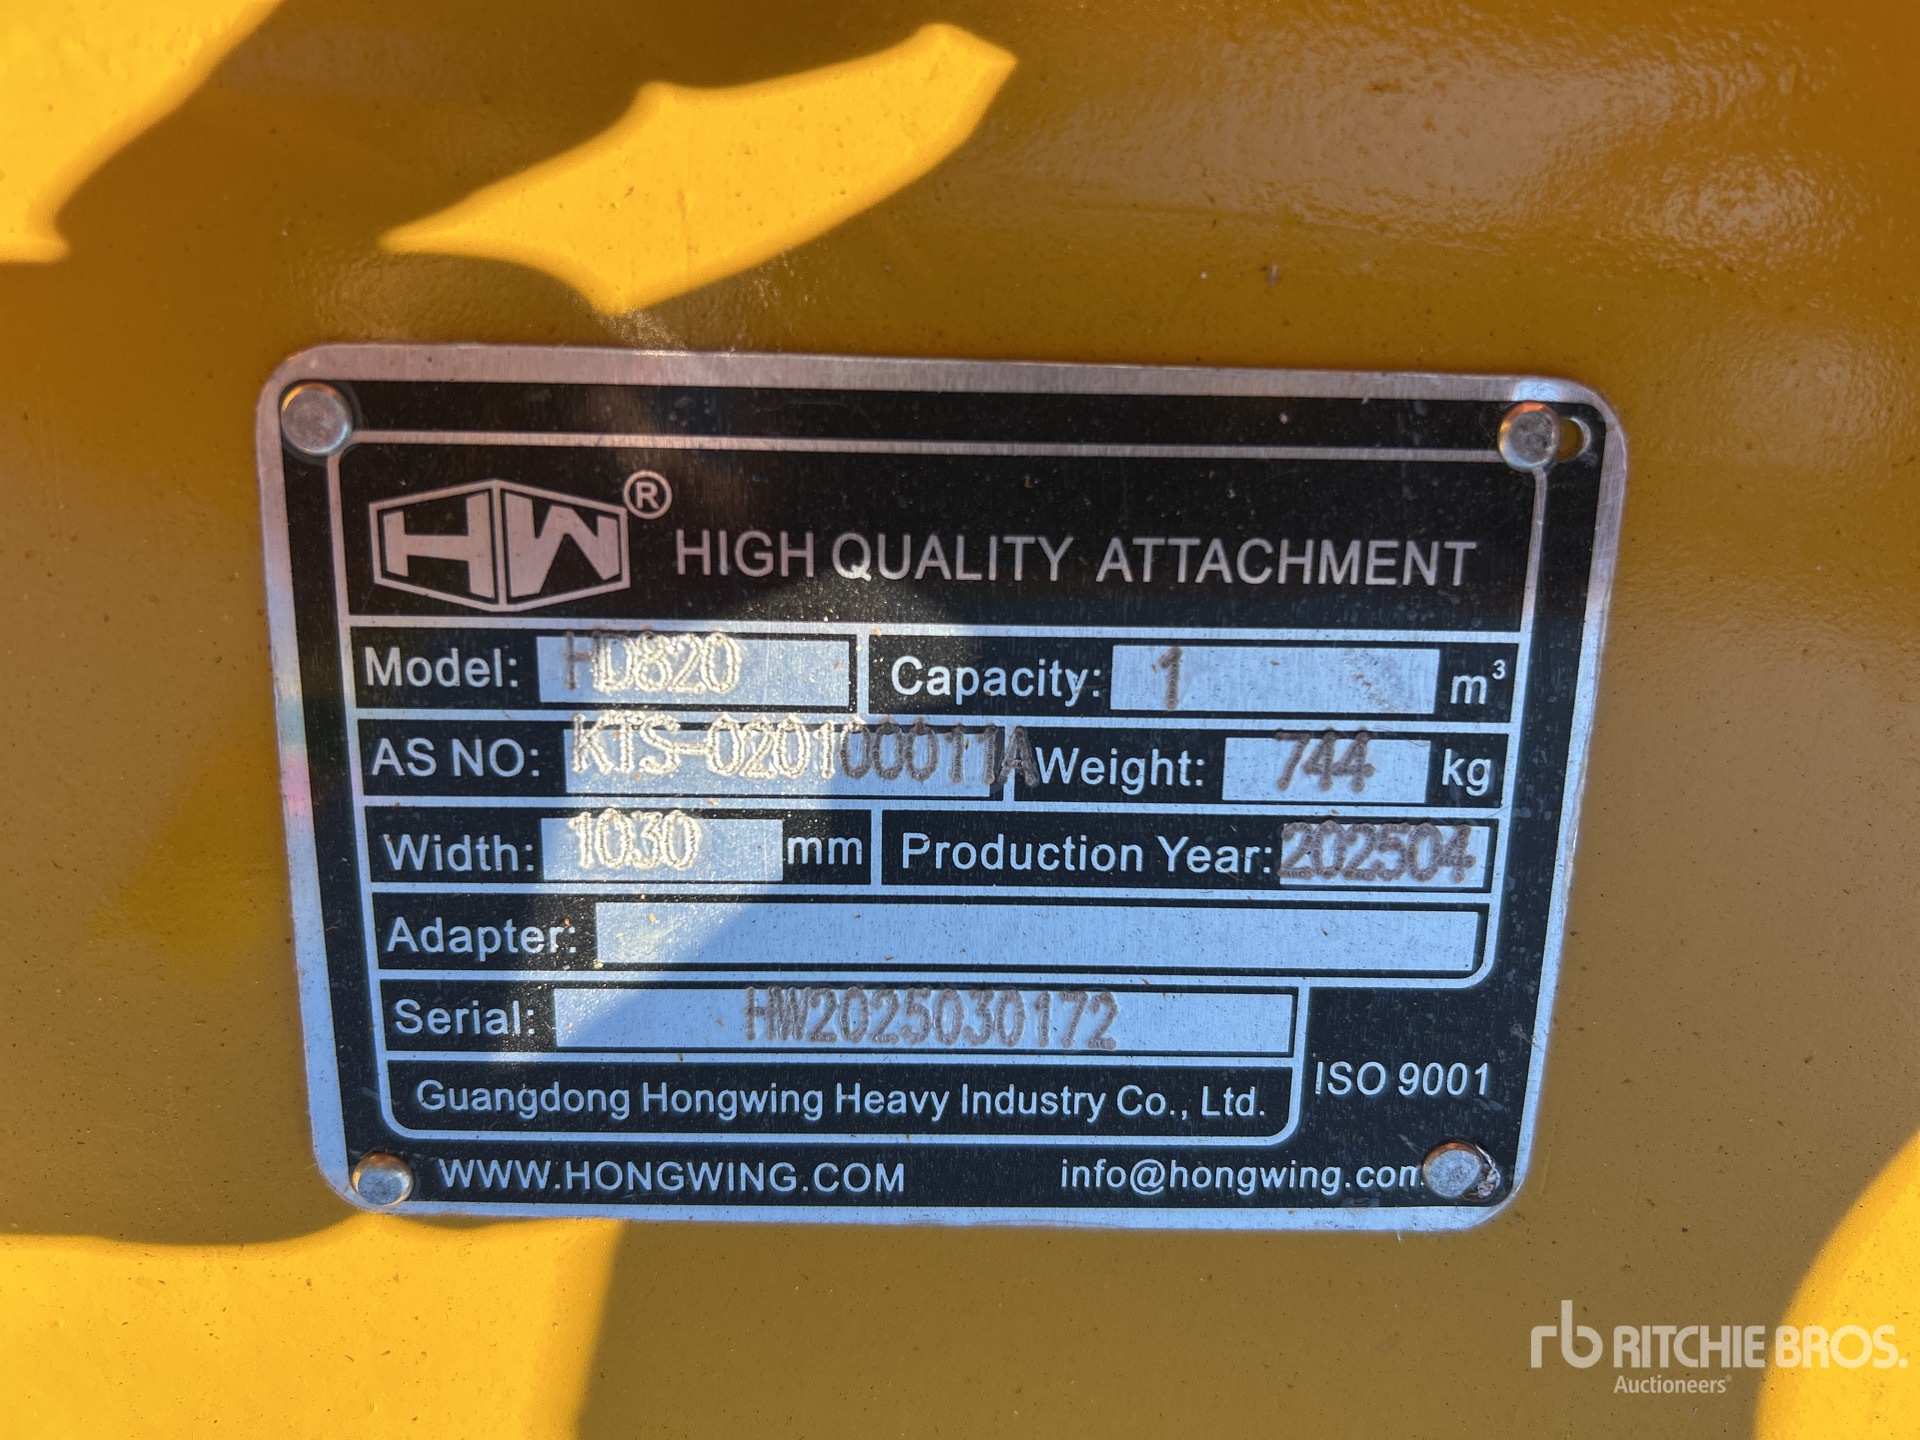 HW® HIGH QUALITY ATTACHMENT
Model: HD820 Capacity: 1 m³
AS NO: KTS-020100011A Weight: 744 kg
Width: 1030 mm Production Year: 202504
Adapter:
Serial: HW2025030172
Guangdong Hongwing Heavy Industry Co., Ltd. ISO 9001
WWW.HONGWING.COM info@hongwing.com
rb RITCHIE BROS.
Auctioneers